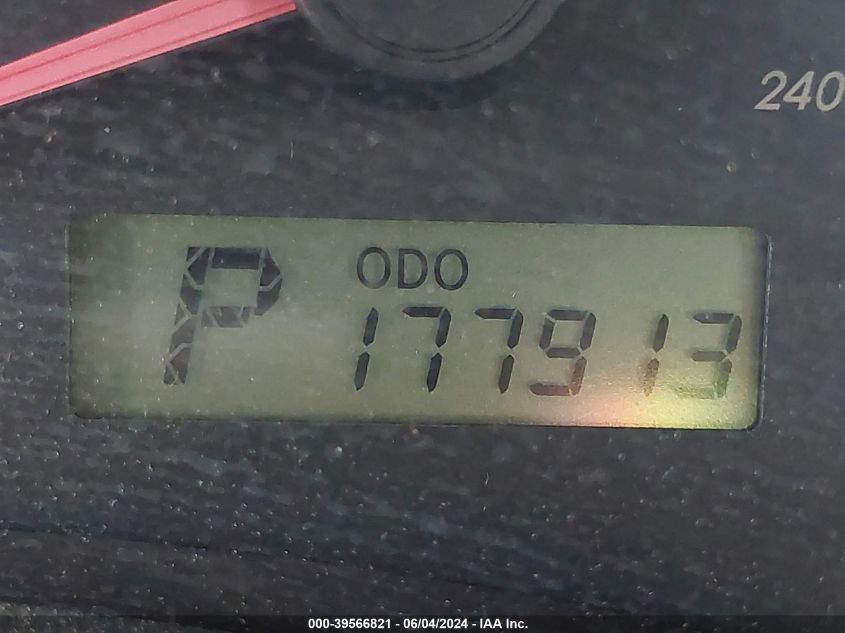 240
P ODO
177913
000-39566821 - 06/04/2024 - IAA Inc.